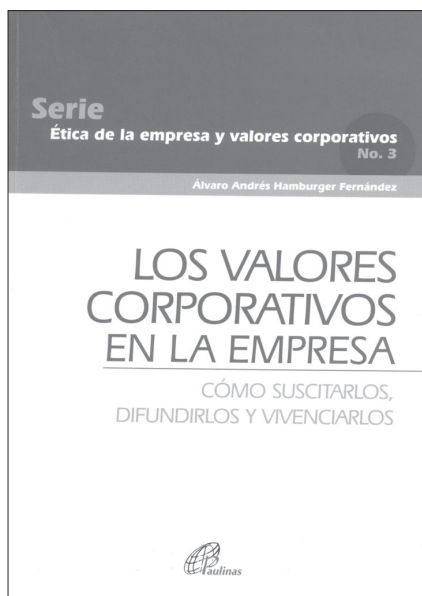 Serie
Ética de la empresa y valores corporativos
No. 3
Álvaro Andrés Hamburger Fernández
LOS VALORES
CORPORATIVOS
EN LA EMPRESA
CÓMO SUSCITARLOS,
DIFUNDIRLOS Y VIVENCIARLOS
Paulinas